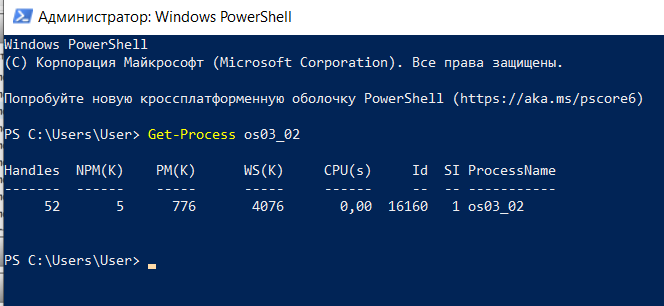 Администратор: Windows PowerShell
Windows PowerShell
(C) Корпорация Майкрософт (Microsoft Corporation). Все права защищены.
Попробуйте новую кроссплатформенную оболочку PowerShell (https://aka.ms/pscore6)
PS C:\Users\User> Get-Process os03_02
Handles  NPM(K)    PM(K)      WS(K)     CPU(s)     Id  SI ProcessName
-------  ------    -----      -----     ------     --  -- -----------
     52       5      776       4076       0,00  16160   1 os03_02
PS C:\Users\User>